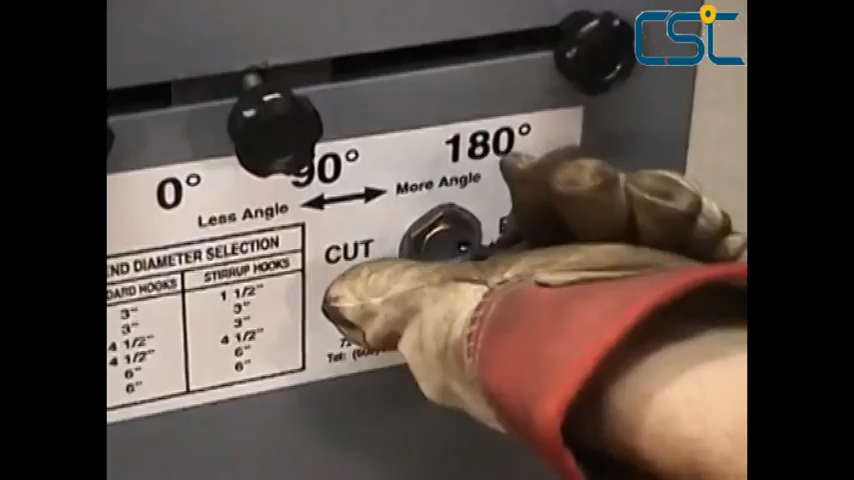 CSC
0° 90° 180°
Less Angle More Angle
CUT
END DIAMETER SELECTION
DARD HOOKS STIRRUP HOOKS
3" 1 1/2"
3" 3"
4 1/2" 3"
4 1/2" 4 1/2"
6" 6"
6" 6"
Tel: